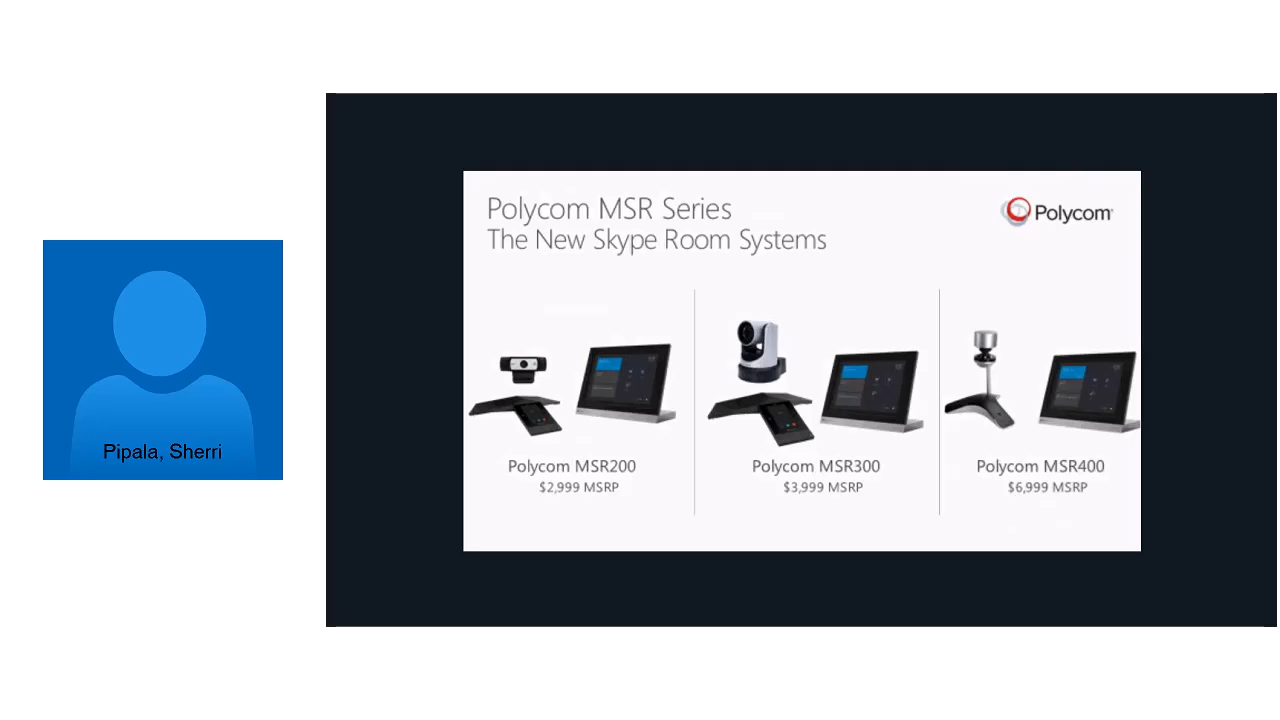 Pipala, Sherri
Polycom MSR Series
The New Skype Room Systems
Polycom
Polycom MSR200
$2,999 MSRP
Polycom MSR300
$3,999 MSRP
Polycom MSR400
$6,999 MSRP